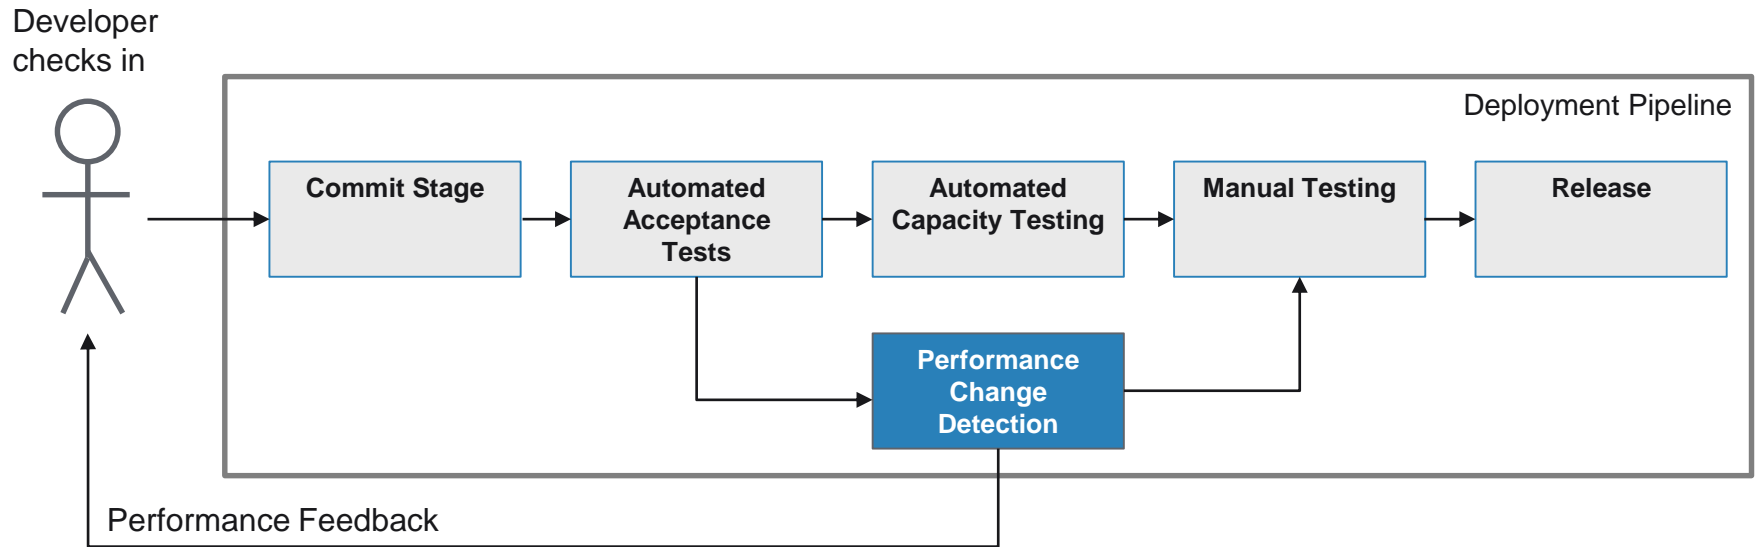 Developer
checks in
Deployment Pipeline
Commit Stage
Automated
Acceptance
Tests
Automated
Capacity Testing
Manual Testing
Release
Performance
Change
Detection
Performance Feedback